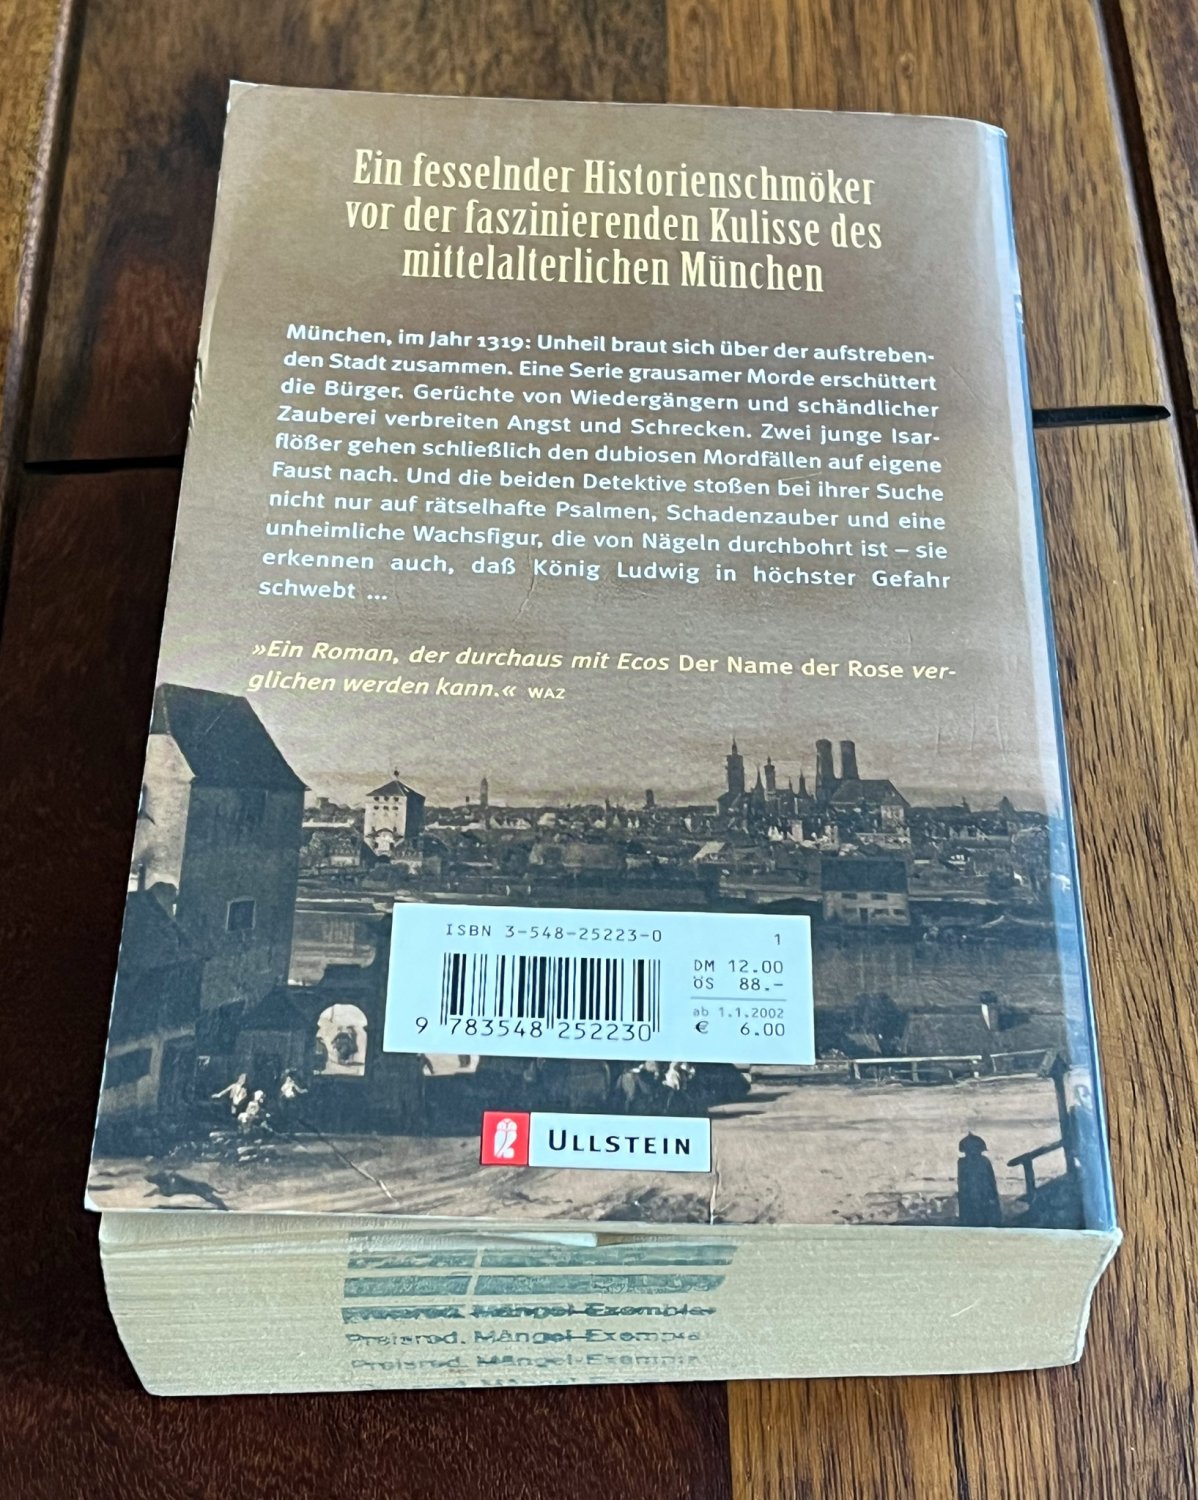 Ein fesselnder Historienschmöker
vor der faszinierenden Kulisse des
mittelalterlichen München
München, im Jahr 1319: Unheil braut sich über der aufstreben-
den Stadt zusammen. Eine Serie grausamer Morde erschüttert
die Bürger. Gerüchte von Wiedergängern und schändlicher
Zauberei verbreiten Angst und Schrecken. Zwei junge Isar-
flößer gehen schließlich den dubiosen Mordfällen auf eigene
Faust nach. Und die beiden Detektive stoßen bei ihrer Suche
nicht nur auf rätselhafte Psalmen, Schadenzauber und eine
unheimliche Wachsfigur, die von Nägeln durchbohrt ist – sie
erkennen auch, daß König Ludwig in höchster Gefahr
schwebt ...
»Ein Roman, der durchaus mit Ecos Der Name der Rose ver-
glichen werden kann.« WAZ
ISBN 3-548-25223-0
1
DM 12.00
ÖS 88.–
ab 1.1.2002
€ 6.00
9 783548 252230
ULLSTEIN
Mängel-Exemplar
Preisred. Mängel-Exempla
Preisred. Mängel-Exempla